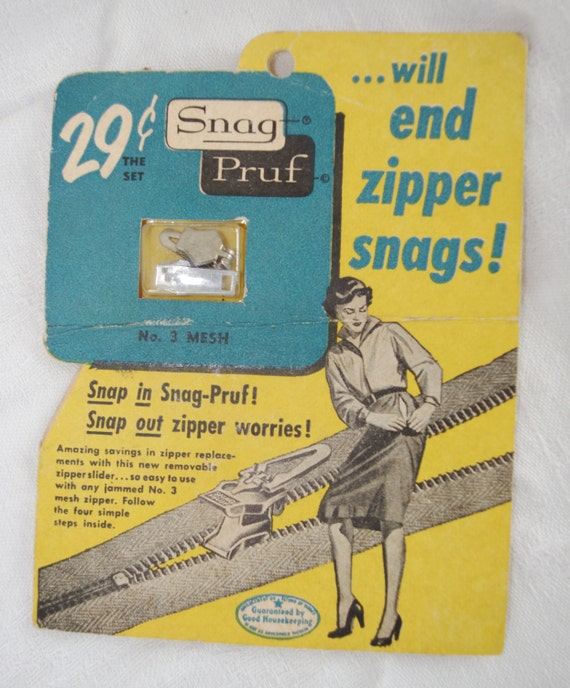 29¢
THE
SET
Snag ®
Pruf ©
No. 3 MESH
...will
end
zipper
snags!
Snap in Snag-Pruf!
Snap out zipper worries!
Amazing savings in zipper replace-
ments with this new removable
zipper slider...so easy to use
with any jammed No. 3
mesh zipper. Follow
the four simple
steps inside.
Guaranteed by
Good Housekeeping